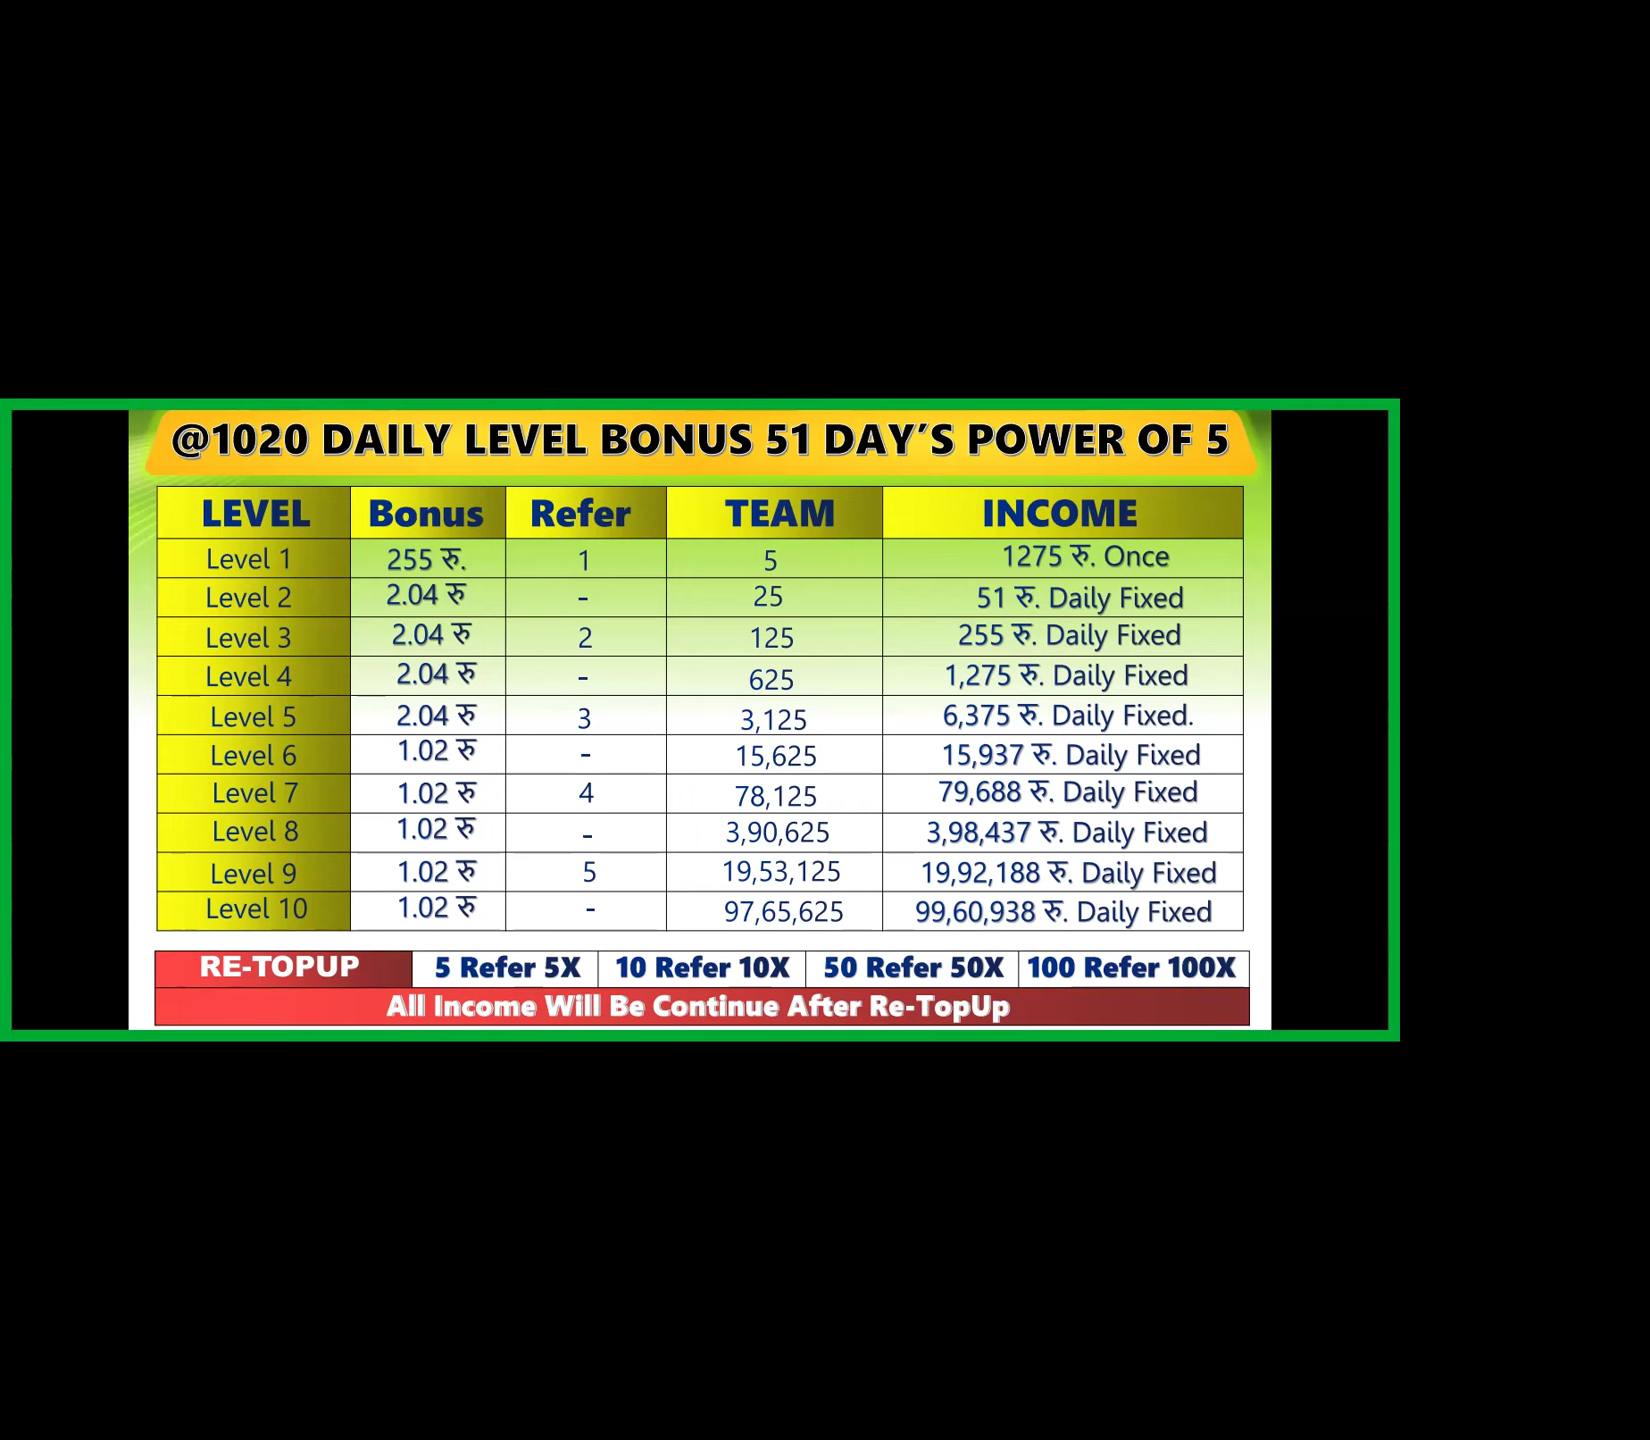 @1020 DAILY LEVEL BONUS 51 DAY’S POWER OF 5
LEVEL Bonus Refer TEAM INCOME
Level 1 255 रु. 1 5 1275 रु. Once
Level 2 2.04 रु - 25 51 रु. Daily Fixed
Level 3 2.04 रु 2 125 255 रु. Daily Fixed
Level 4 2.04 रु - 625 1,275 रु. Daily Fixed
Level 5 2.04 रु 3 3,125 6,375 रु. Daily Fixed.
Level 6 1.02 रु - 15,625 15,937 रु. Daily Fixed
Level 7 1.02 रु 4 78,125 79,688 रु. Daily Fixed
Level 8 1.02 रु - 3,90,625 3,98,437 रु. Daily Fixed
Level 9 1.02 रु 5 19,53,125 19,92,188 रु. Daily Fixed
Level 10 1.02 रु - 97,65,625 99,60,938 रु. Daily Fixed
RE-TOPUP 5 Refer 5X 10 Refer 10X 50 Refer 50X 100 Refer 100X
All Income Will Be Continue After Re-TopUp